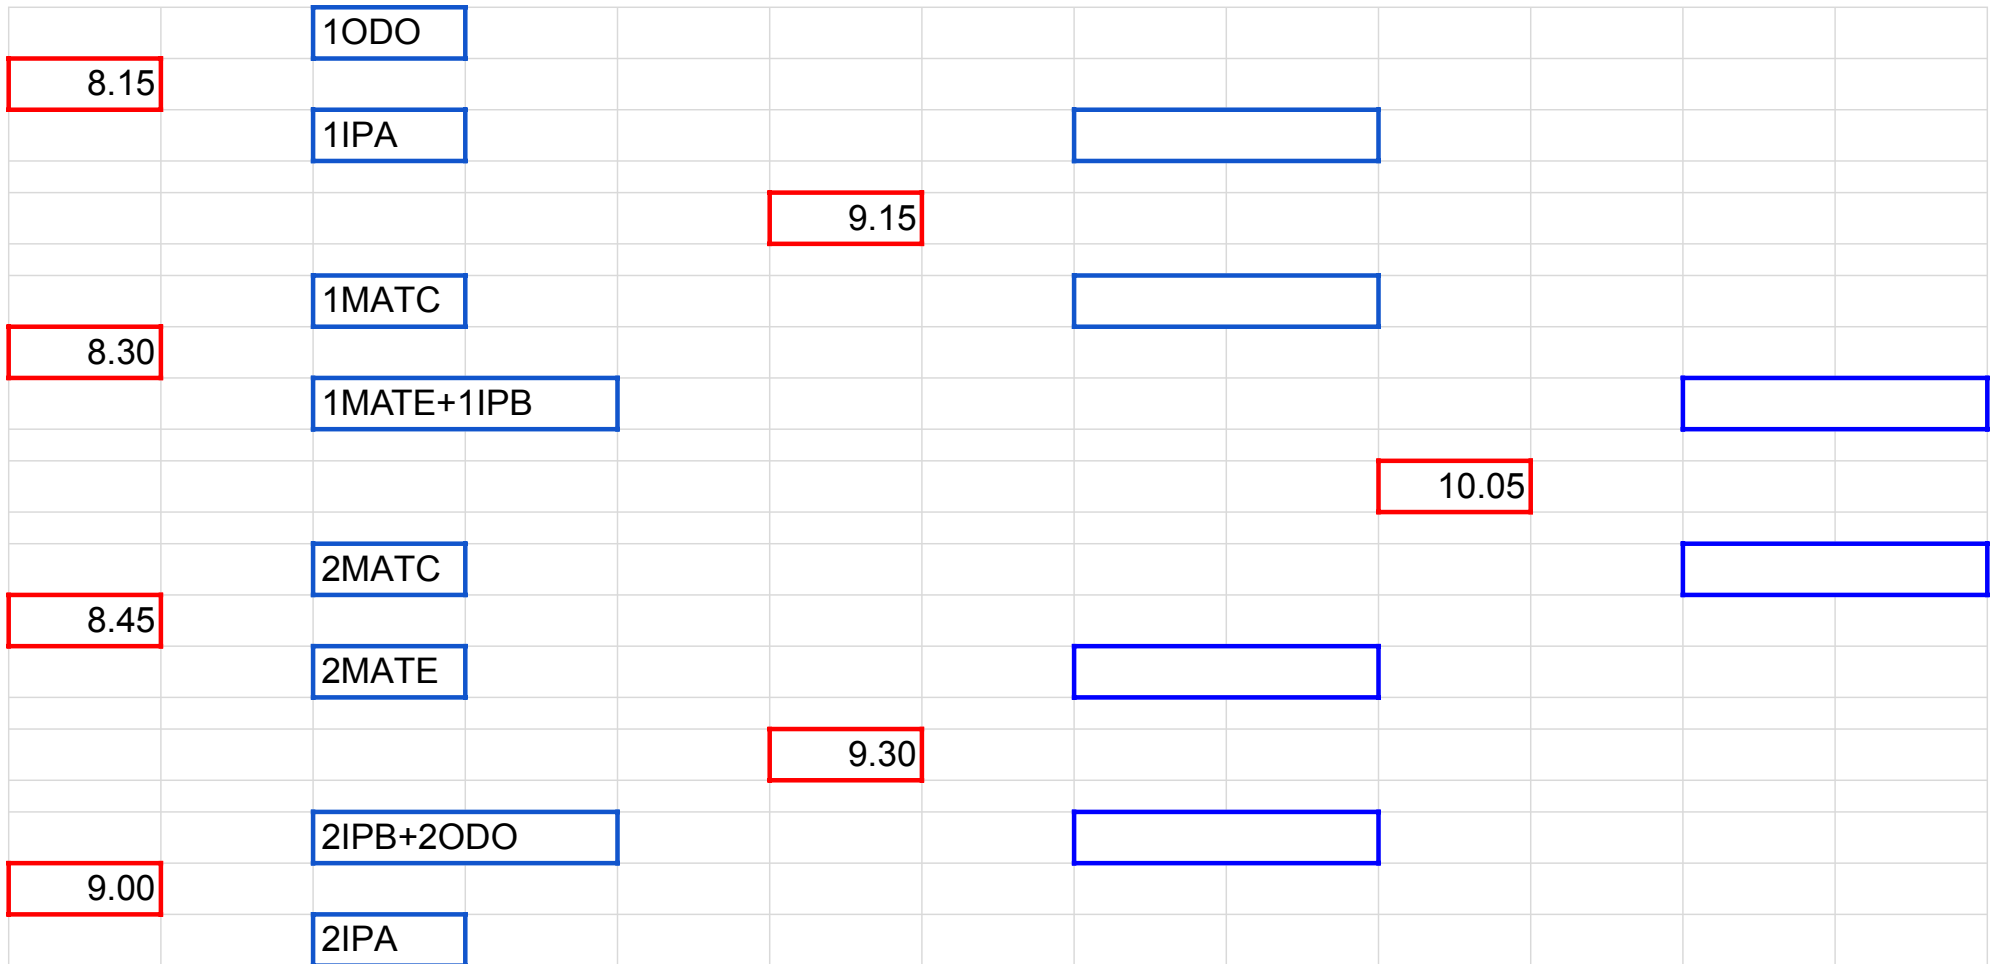 1ODO
8.15
1IPA
9.15
1MATC
8.30
1MATE+1IPB
10.05
2MATC
8.45
2MATE
9.30
2IPB+2ODO
9.00
2IPA